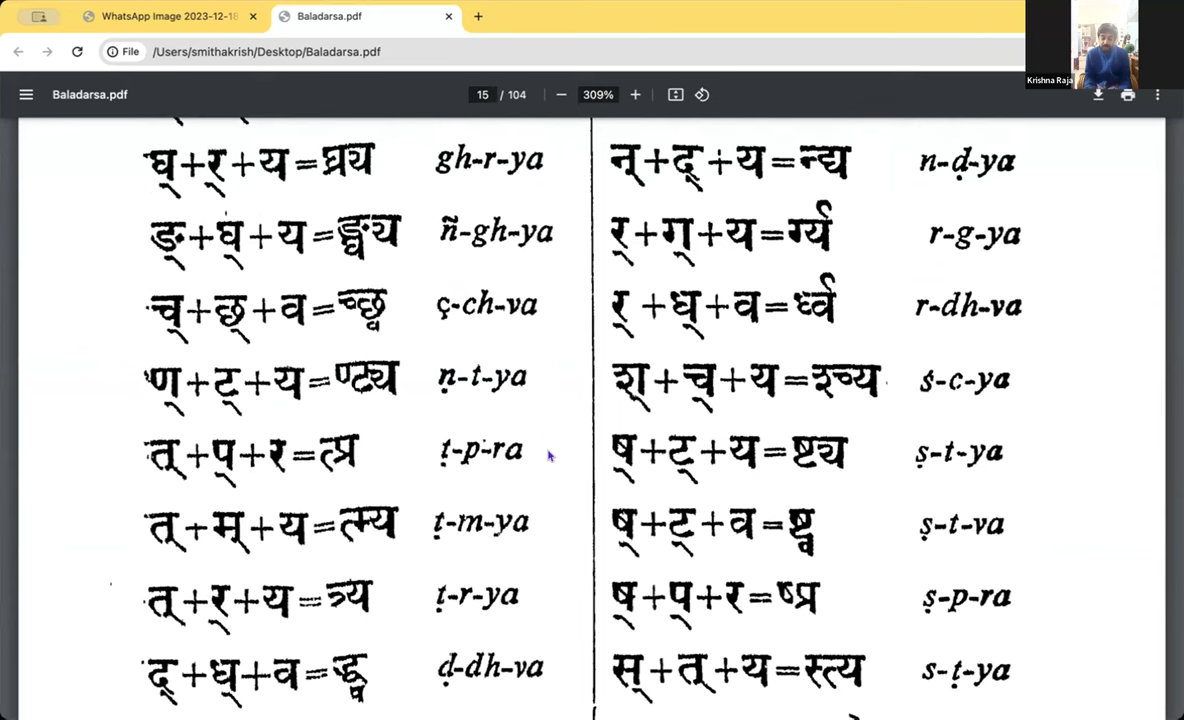 WhatsApp Image 2023-12-18
Baladarsa.pdf
File
/Users/smithakrish/Desktop/Baladarsa.pdf
Krishna Raja
Baladarsa.pdf
15 / 104
309%
घ्+र्+य=घ्र्य gh-r-ya
ङ्+घ्+य=ङ्घ्य ñ-gh-ya
च्+छ्+व=च्छ्व ç-ch-va
ण्+ट्+य=ण्ट्य ṇ-t-ya
त्+प्+र=त्प्र ṭ-p-ra
त्+म्+य=त्म्य ṭ-m-ya
त्+र्+य=त्र्य ṭ-r-ya
द्+ध्+व=द्ध्व ḍ-dh-va
न्+द्+य=न्द्य n-ḍ-ya
र्+ग्+य=र्ग्य r-g-ya
र्+ध्+व=र्ध्व r-dh-va
श्+च्+य=श्च्य ś-c-ya
ष्+ट्+य=ष्ट्य ṣ-t-ya
ष्+ट्+व=ष्ट्व ṣ-t-va
ष्+प्+र=ष्प्र ṣ-p-ra
स्+त्+य=स्त्य s-ṭ-ya